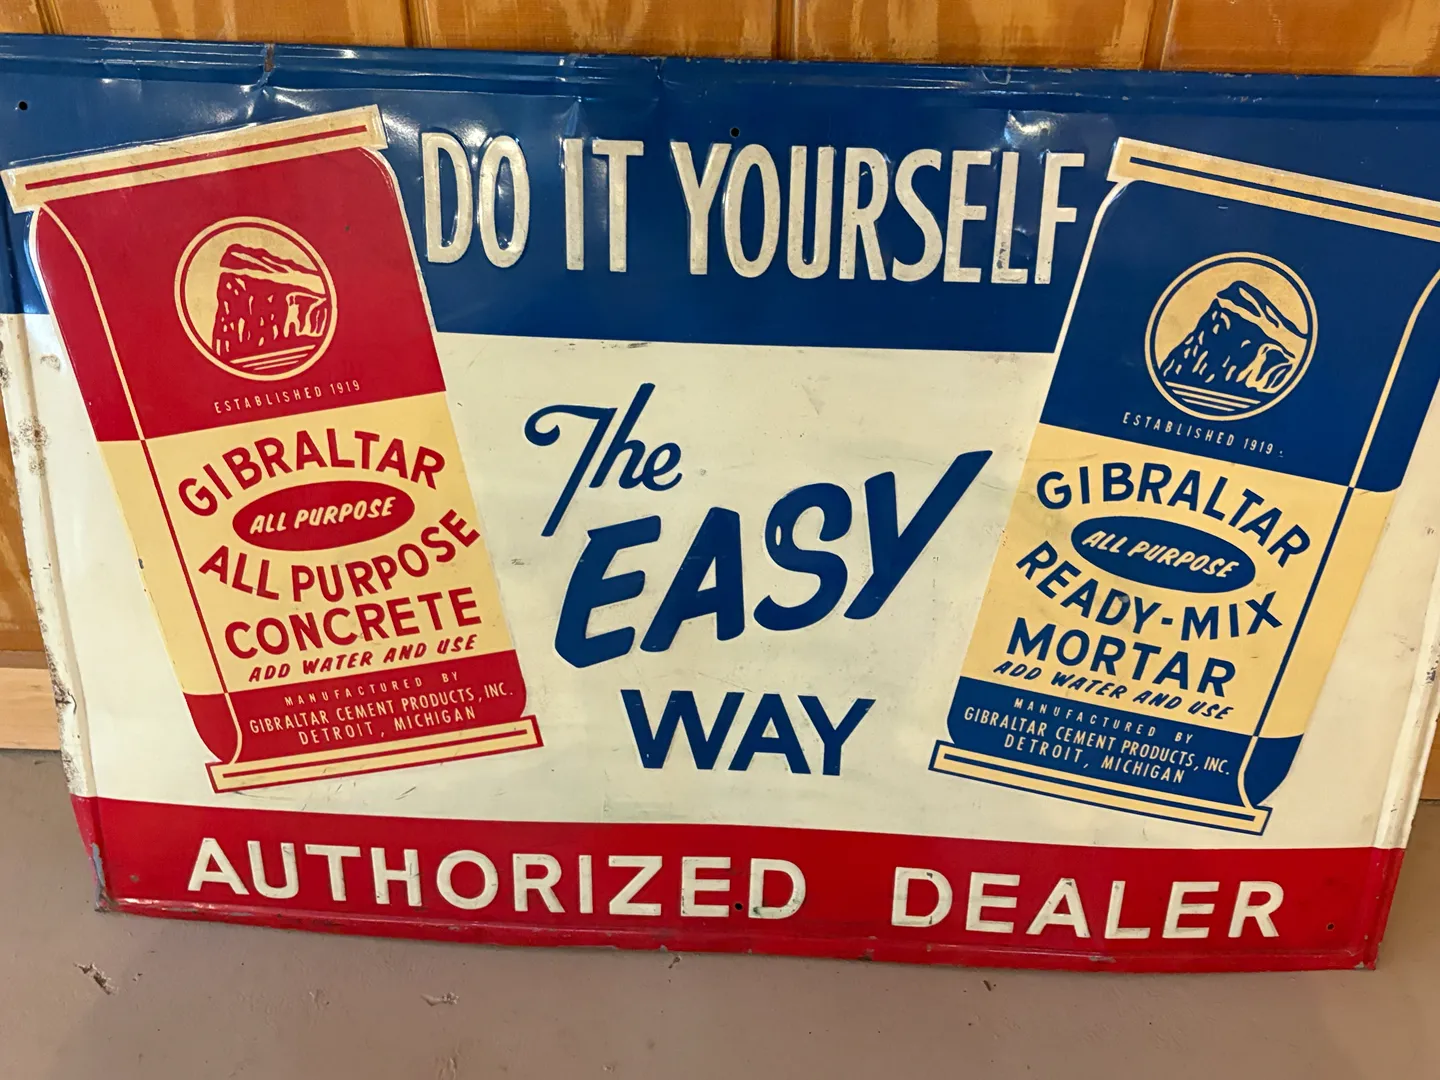 DO IT YOURSELF
The
EASY
WAY
ESTABLISHED 1919
GIBRALTAR
ALL PURPOSE
ALL PURPOSE
CONCRETE
ADD WATER AND USE
MANUFACTURED BY
GIBRALTAR CEMENT PRODUCTS, INC.
DETROIT, MICHIGAN
ESTABLISHED 1919
GIBRALTAR
ALL PURPOSE
READY-MIX
MORTAR
ADD WATER AND USE
MANUFACTURED BY
GIBRALTAR CEMENT PRODUCTS, INC.
DETROIT, MICHIGAN
AUTHORIZED DEALER